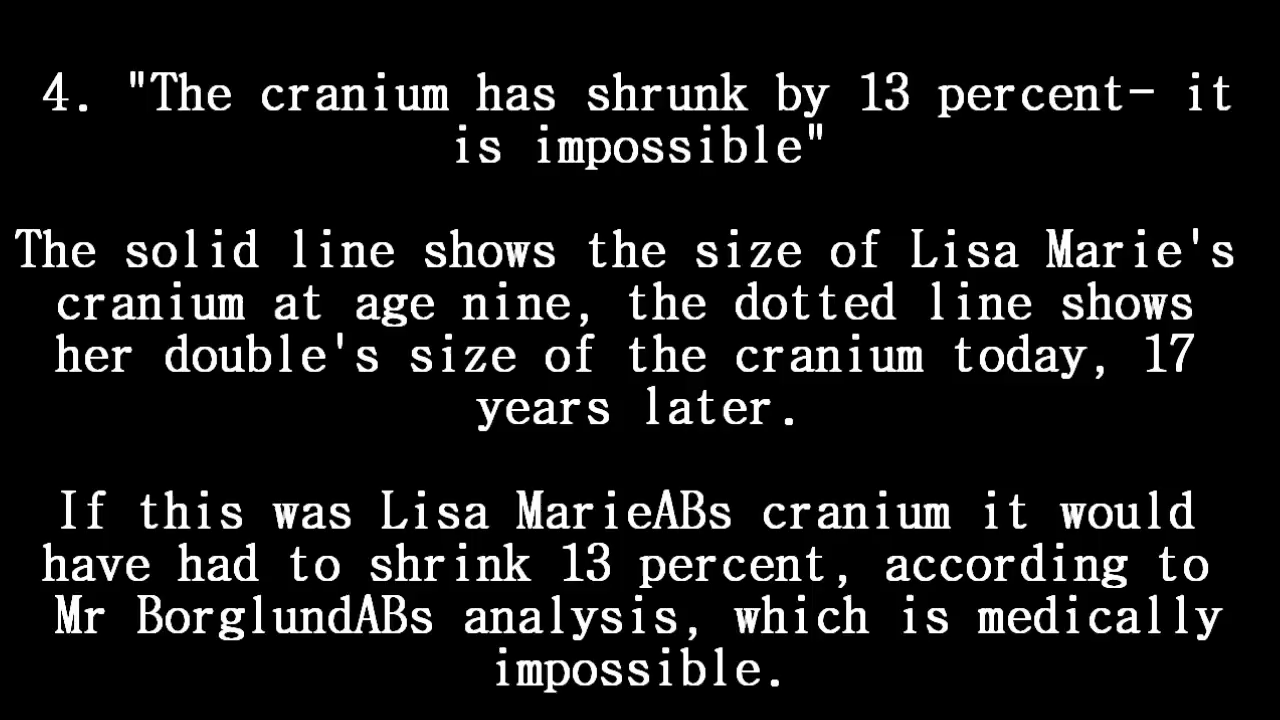 4. "The cranium has shrunk by 13 percent- it
is impossible"
The solid line shows the size of Lisa Marie's
cranium at age nine, the dotted line shows
her double's size of the cranium today, 17
years later.
If this was Lisa MarieABs cranium it would
have had to shrink 13 percent, according to
Mr BorglundABs analysis, which is medically
impossible.